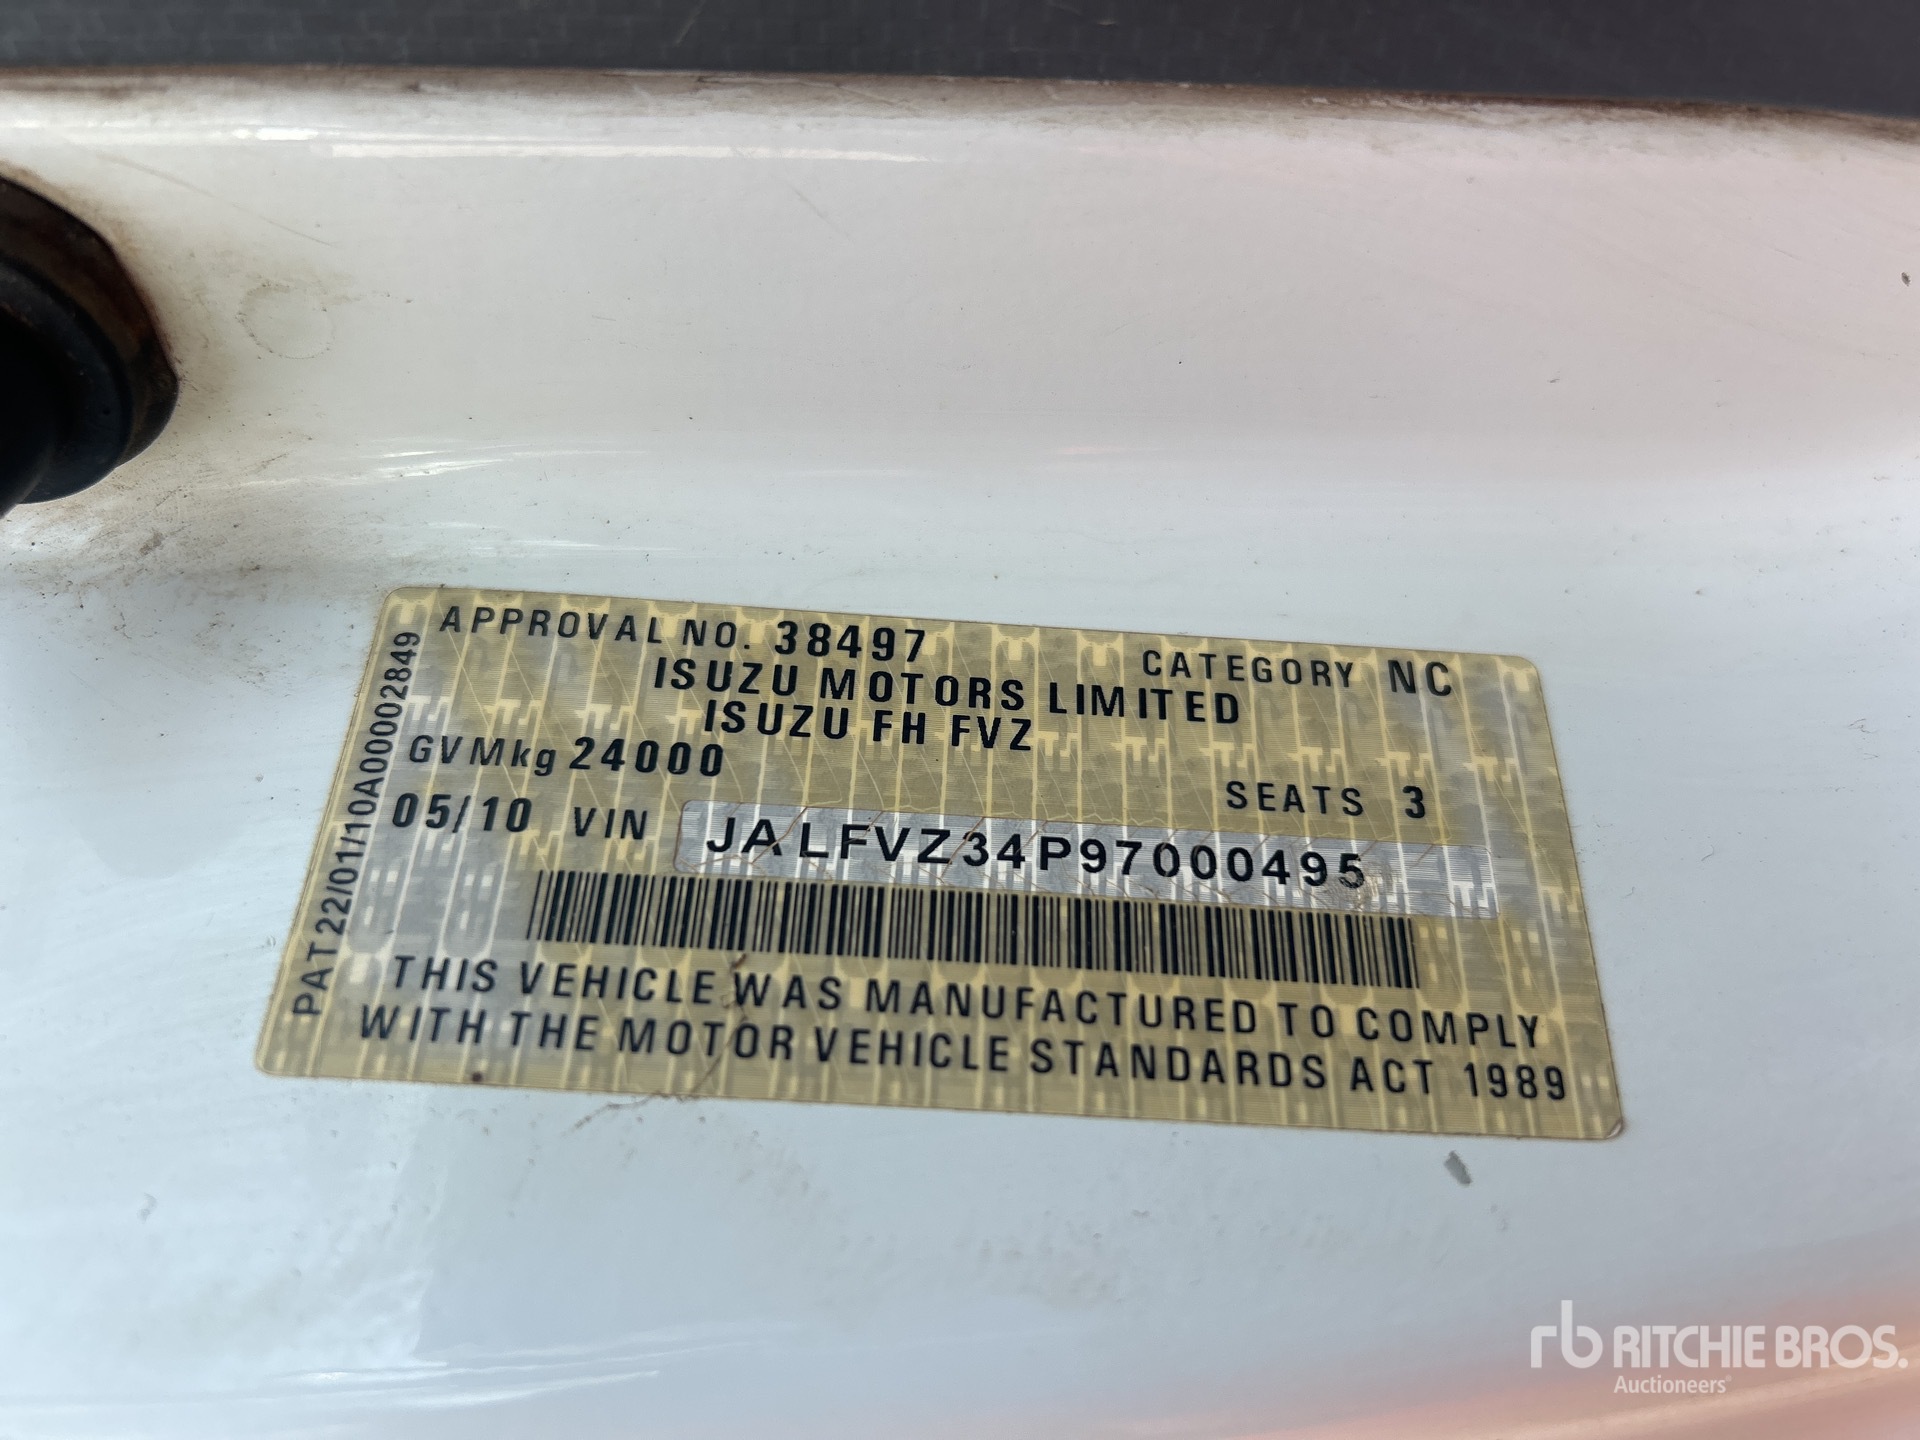 APPROVAL NO. 38497 CATEGORY NC
ISUZU MOTORS LIMITED
ISUZU FH FVZ
GVMkg 24000 SEATS 3
05/10 VIN JALFVZ34P97000495
THIS VEHICLE WAS MANUFACTURED TO COMPLY
WITH THE MOTOR VEHICLE STANDARDS ACT 1989
PAT22/01/10A00002849
rb RITCHIE BROS.
Auctioneers